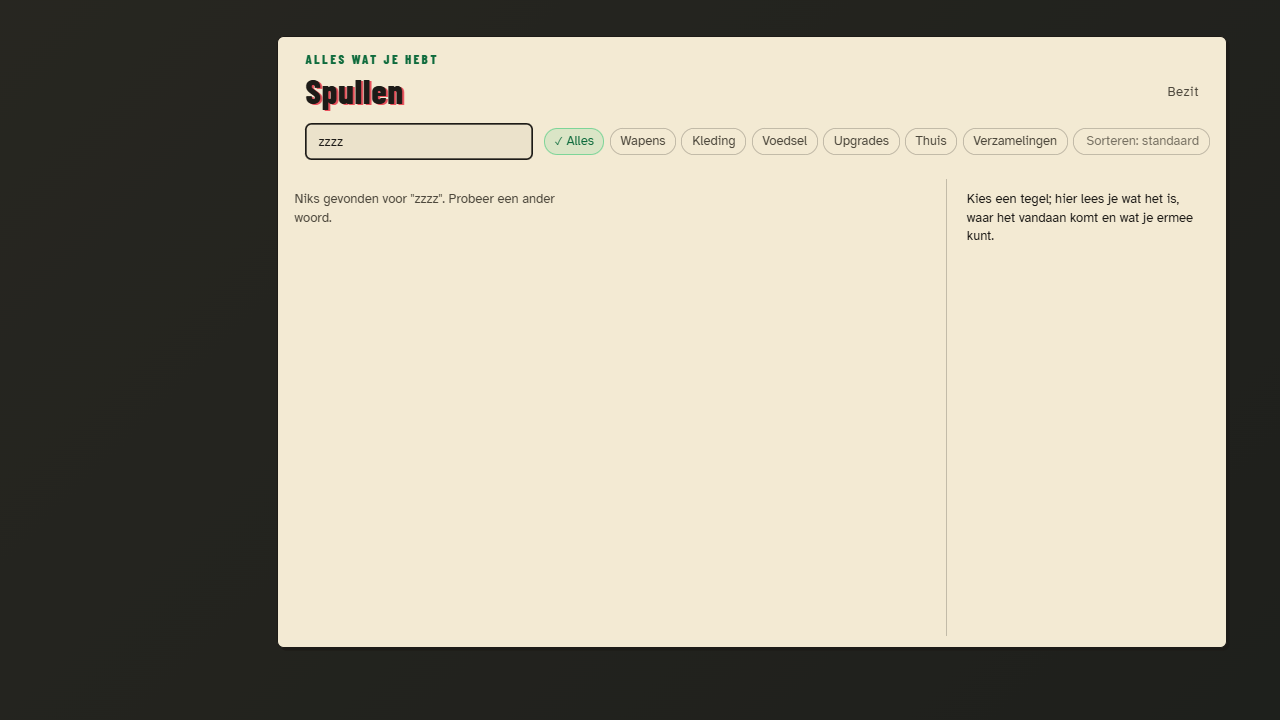 ALLES WAT JE HEBT
Spullen
Bezit
zzzz
✓ Alles
Wapens
Kleding
Voedsel
Upgrades
Thuis
Verzamelingen
Sorteren: standaard
Niks gevonden voor "zzzz". Probeer een ander
woord.
Kies een tegel; hier lees je wat het is,
waar het vandaan komt en wat je ermee
kunt.